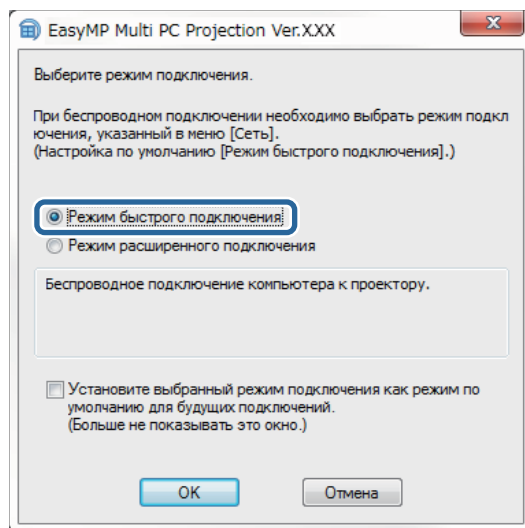 EasyMP Multi PC Projection Ver.XXX
Выберите режим подключения.
При беспроводном подключении необходимо выбрать режим подкл
ючения, указанный в меню [Сеть].
(Настройка по умолчанию [Режим быстрого подключения].)
Режим быстрого подключения
Режим расширенного подключения
Беспроводное подключение компьютера к проектору.
Установите выбранный режим подключения как режим по
умолчанию для будущих подключений.
(Больше не показывать это окно.)
OK
Отмена